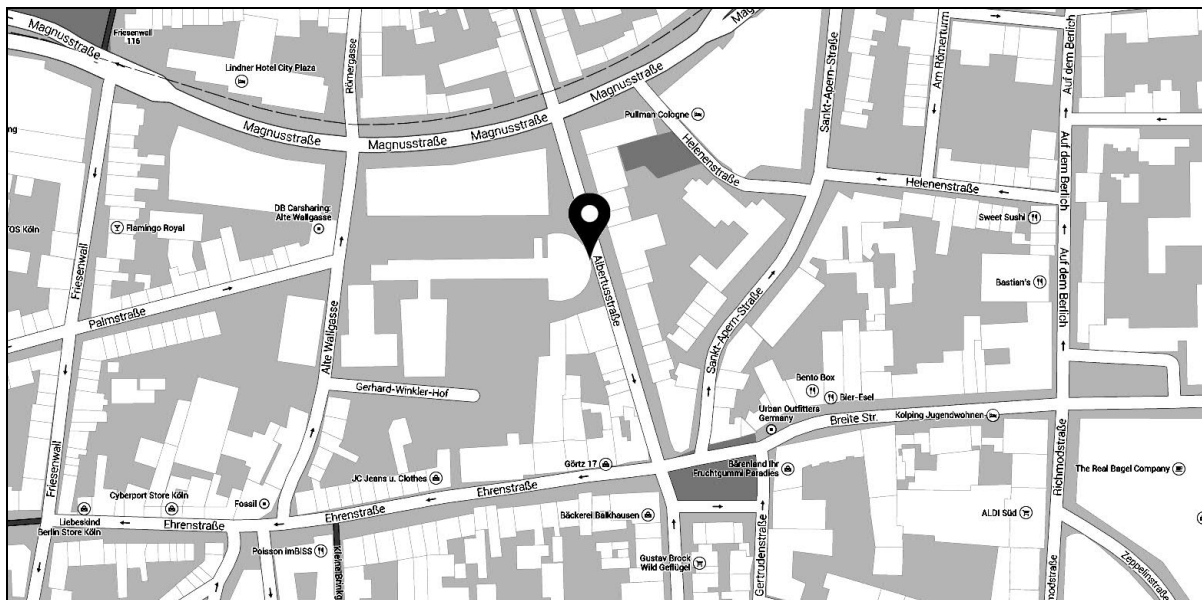 Magnusstraße
Friesenwall
116
Lindner Hotel City Plaza
Römergasse
Magnusstraße
Magnusstraße
Magnusstraße
Magnusstraße
Pullman Cologne
Helenenstraße
Sankt-Apern-Straße
Am Römerturm
Auf dem Berlich
Auf dem Berlich
Auf dem Berlich
Helenenstraße
Sweet Sushi
Bastian's
DB Carsharing:
Alte Wallgasse
Flamingo Royal
Köln
Friesenwall
Palmstraße
Alte Wallgasse
Albertusstraße
Sankt-Apern-Straße
Gerhard-Winkler-Hof
Bento Box
Bier-Esel
Urban Outfitters
Germany
Breite Str.
Kolping Jugendwohnen
Richmodstraße
Görtz 17
Bärenland Ihr
Fruchtgummi Paradies
The Real Bagel Company
Friesenwall
JC Jeans u. Clothes
Cyberport Store Köln
Fossil
Ehrenstraße
Ehrenstraße
Ehrenstraße
Liebeskind
Berlin Store Köln
Bäckerei Balkhausen
ALDI Süd
Poisson imBISS
Gustav Brock
Wild Geflügel
Gertrudenstraße
Zeppelinstraße